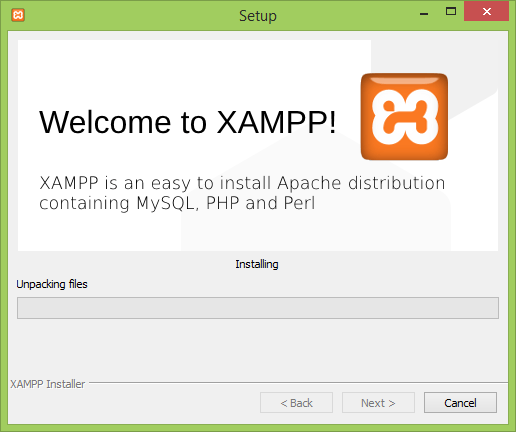 Setup
Welcome to XAMPP!
XAMPP is an easy to install Apache distribution
containing MySQL, PHP and Perl
Installing
Unpacking files
XAMPP Installer
< Back
Next >
Cancel